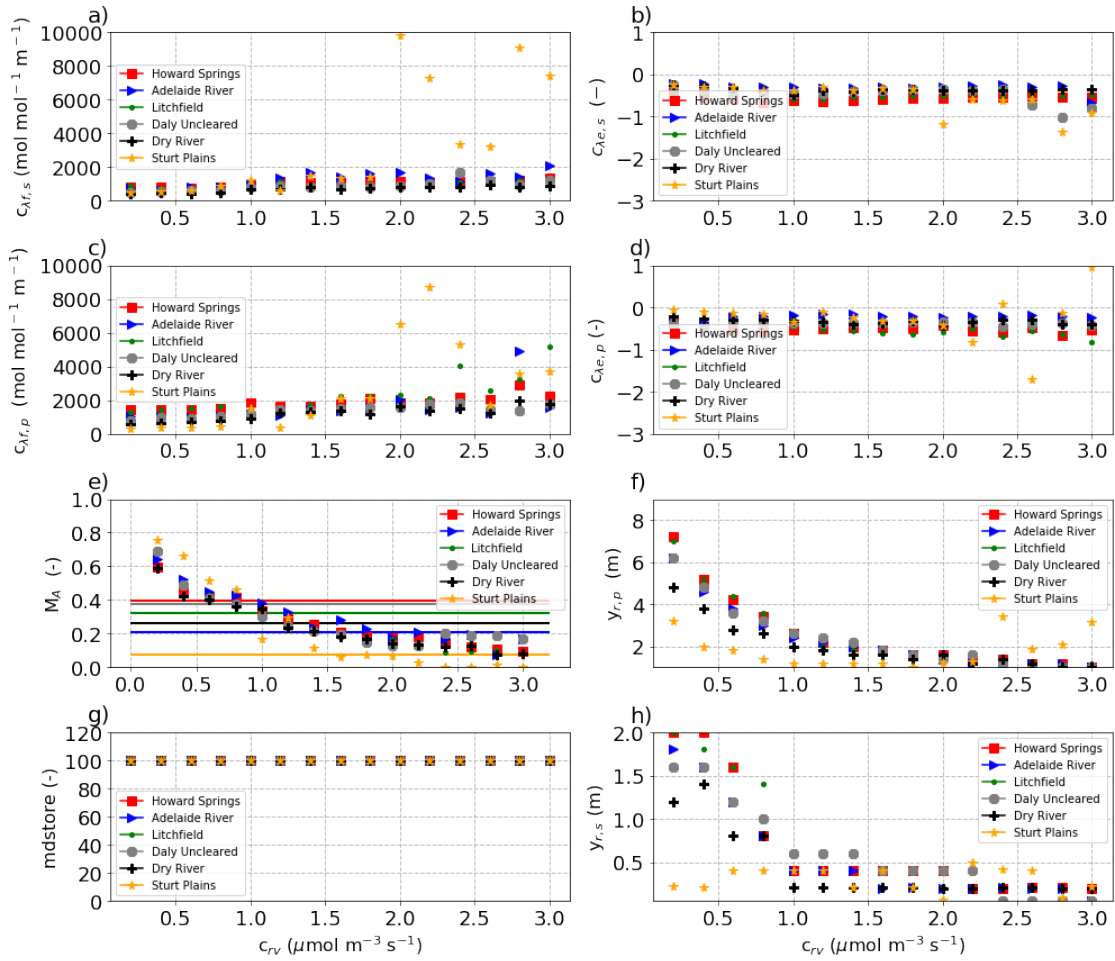 a)
10000
8000
6000
4000
2000
0
0.5 1.0 1.5 2.0 2.5 3.0
c_{λf,s} (mol mol⁻¹ m⁻¹)
Howard Springs
Adelaide River
Litchfield
Daly Uncleared
Dry River
Sturt Plains
b)
1
0
−1
−2
−3
0.5 1.0 1.5 2.0 2.5 3.0
c_{λe,s} (−)
Howard Springs
Adelaide River
Litchfield
Daly Uncleared
Dry River
Sturt Plains
c)
10000
8000
6000
4000
2000
0
0.5 1.0 1.5 2.0 2.5 3.0
c_{λf,p} (mol mol⁻¹ m⁻¹)
Howard Springs
Adelaide River
Litchfield
Daly Uncleared
Dry River
Sturt Plains
d)
1
0
−1
−2
−3
0.5 1.0 1.5 2.0 2.5 3.0
c_{λe,p} (-)
Howard Springs
Adelaide River
Litchfield
Daly Uncleared
Dry River
Sturt Plains
e)
1.0
0.8
0.6
0.4
0.2
0.0
0.0 0.5 1.0 1.5 2.0 2.5 3.0
M_A (-)
Howard Springs
Adelaide River
Litchfield
Daly Uncleared
Dry River
Sturt Plains
f)
8
6
4
2
0.5 1.0 1.5 2.0 2.5 3.0
y_{r,p} (m)
Howard Springs
Adelaide River
Litchfield
Daly Uncleared
Dry River
Sturt Plains
g)
120
100
80
60
40
20
0
0.5 1.0 1.5 2.0 2.5 3.0
mdstore (-)
c_{rv} (μmol m⁻³ s⁻¹)
Howard Springs
Adelaide River
Litchfield
Daly Uncleared
Dry River
Sturt Plains
h)
2.0
1.5
1.0
0.5
0.5 1.0 1.5 2.0 2.5 3.0
y_{r,s} (m)
c_{rv} (μmol m⁻³ s⁻¹)
Howard Springs
Adelaide River
Litchfield
Daly Uncleared
Dry River
Sturt Plains